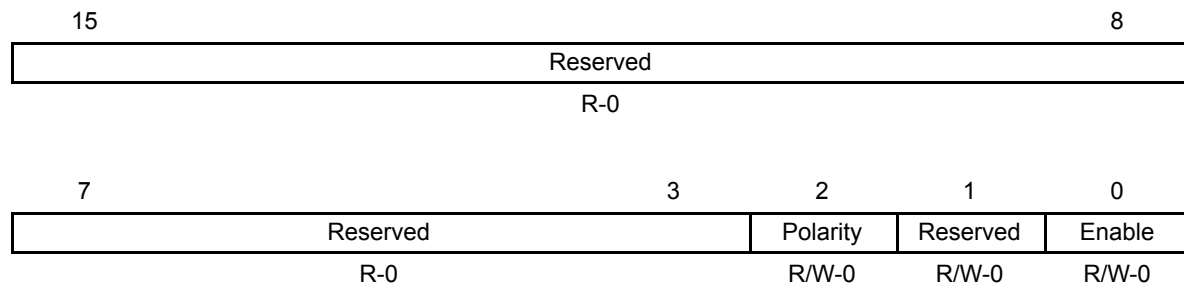 15 8
Reserved
R-0
7 3 2 1 0
Reserved Polarity Reserved Enable
R-0 R/W-0 R/W-0 R/W-0